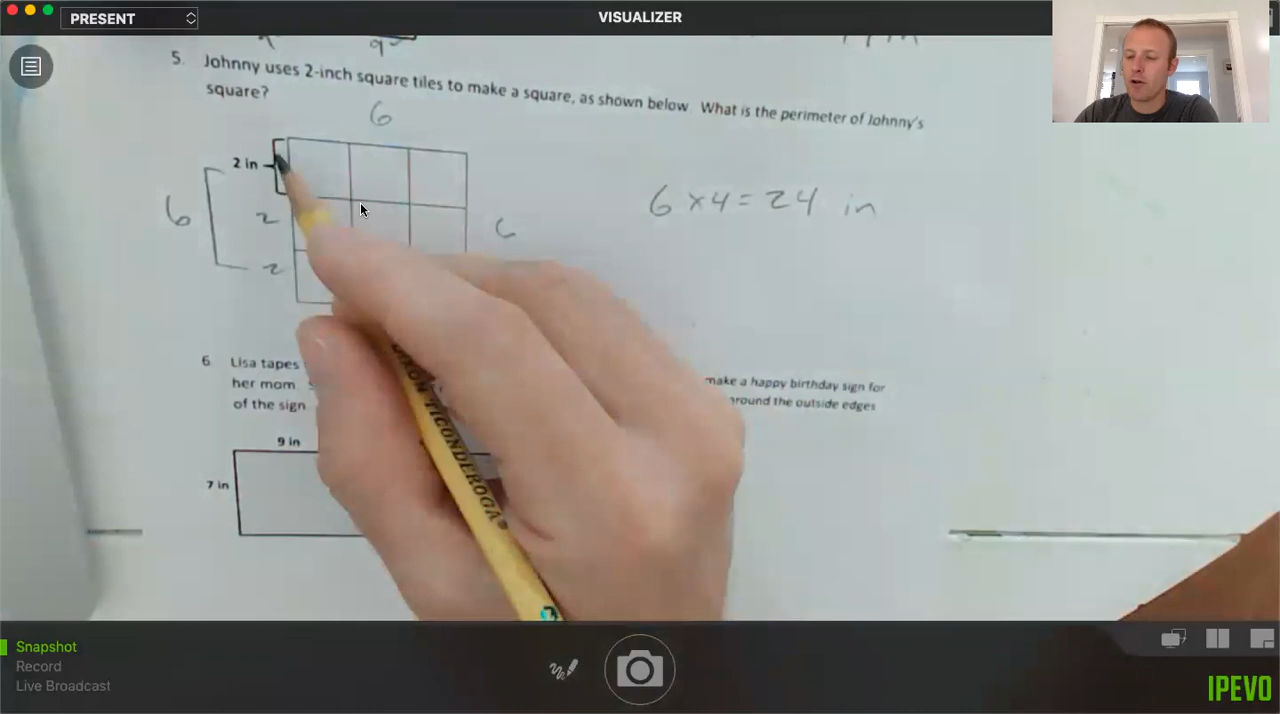 PRESENT
VISUALIZER
5. Johnny uses 2-inch square tiles to make a square, as shown below. What is the perimeter of Johnny's
square?
6
2 in
6 × 4 = 24 in
6
2
2
6. Lisa tapes
make a happy birthday sign for
her mom.
around the outside edges
of the sign
9 in
7 in
DIXON TICONDEROGA®
Snapshot
Record
Live Broadcast
IPEVO